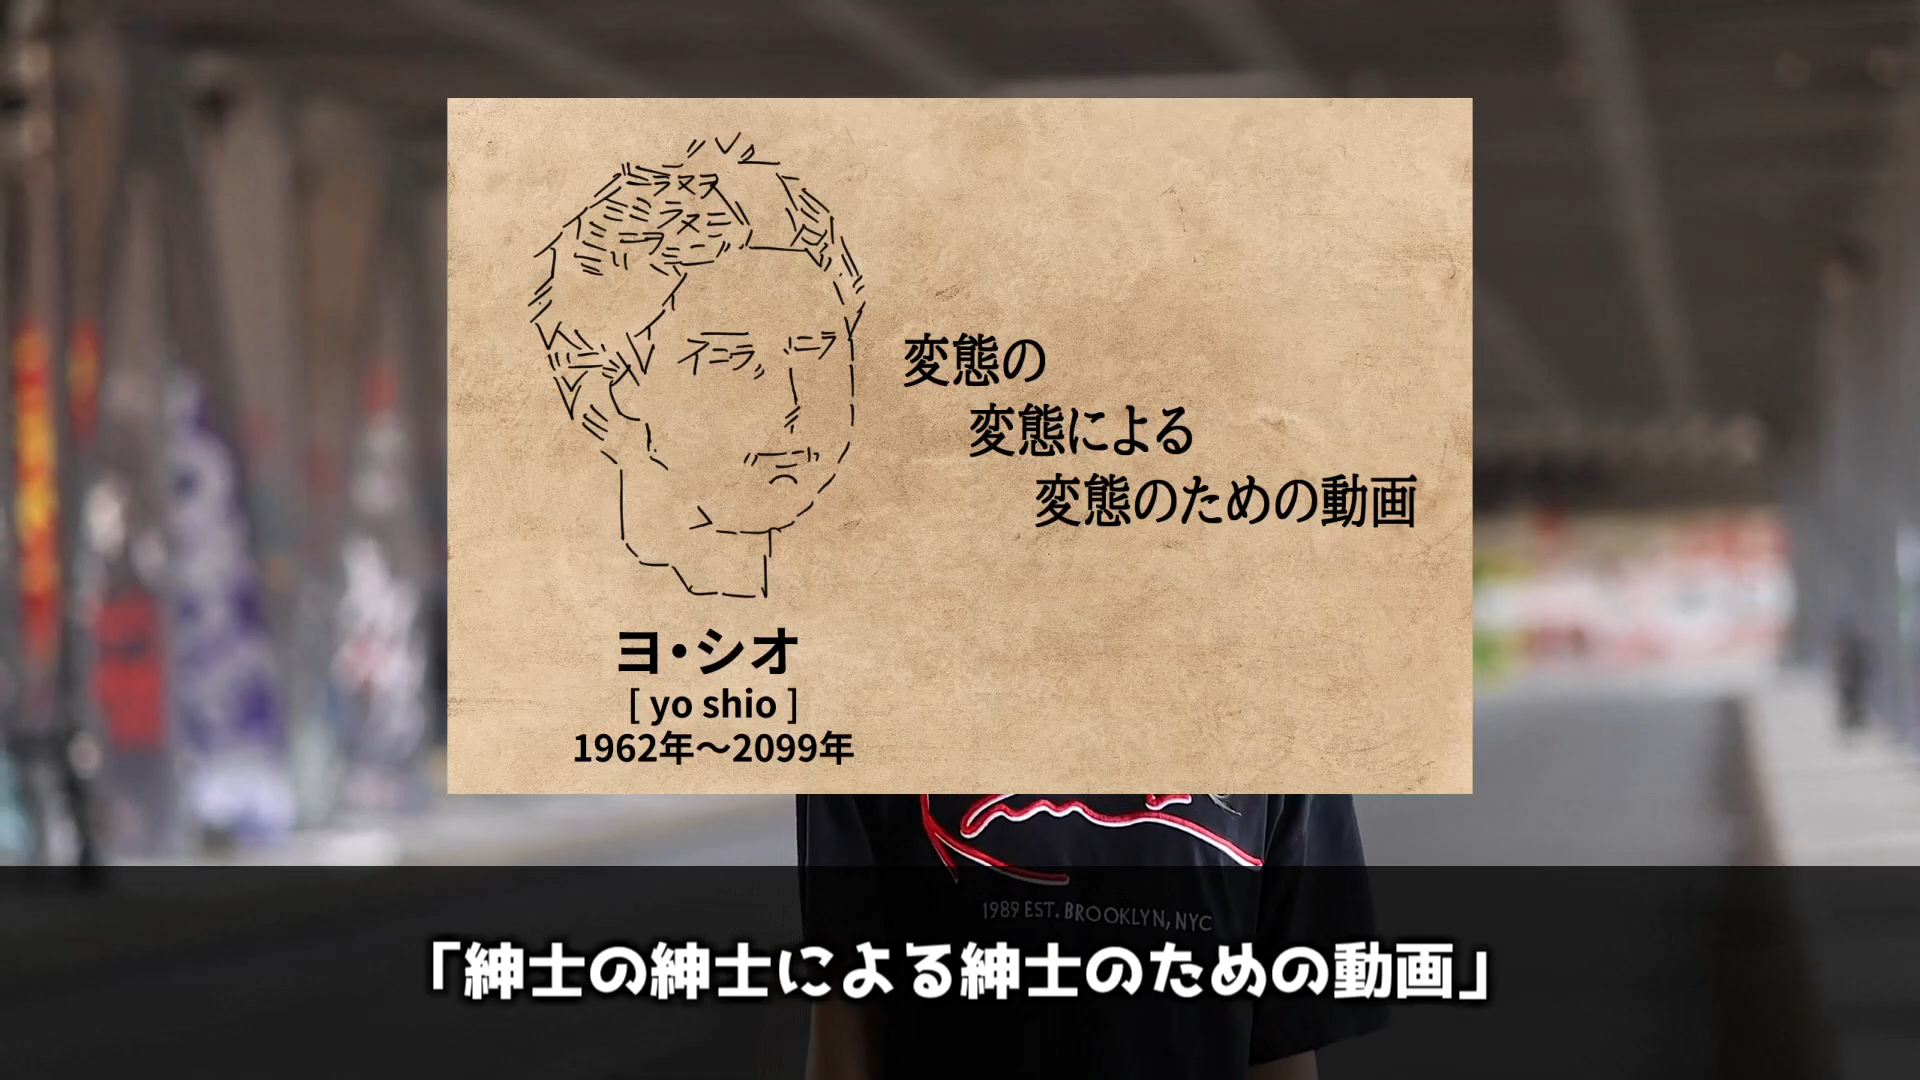 変態の
変態による
変態のための動画
ヨ・シオ
[ yo shio ]
1962年～2099年
1989 EST. BROOKLYN, NYC
「紳士の紳士による紳士のための動画」